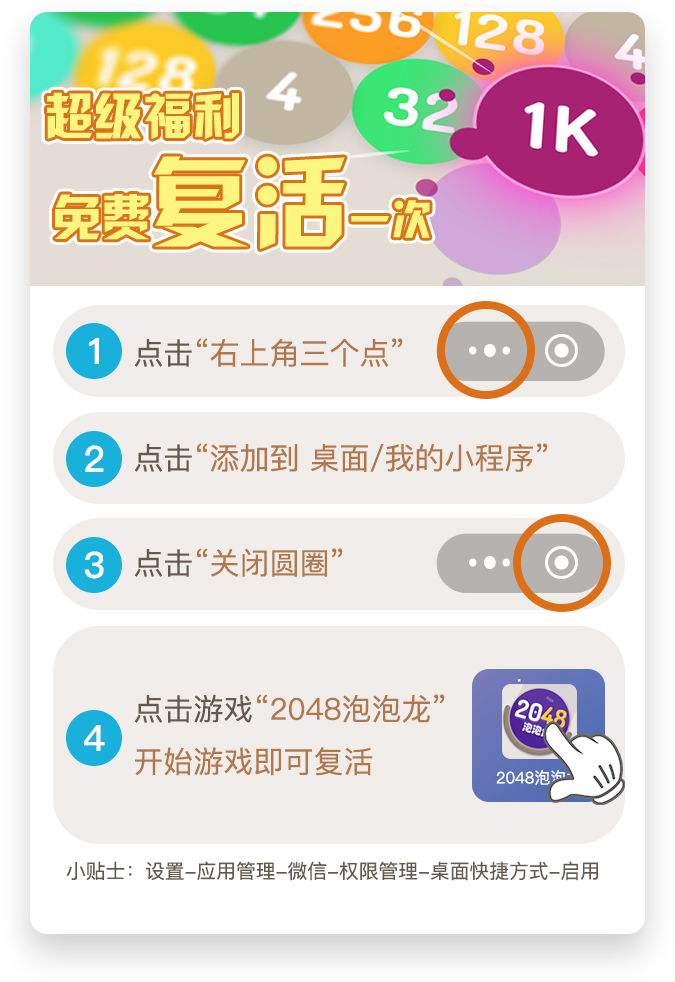 256
128
128
4
4
32
1K
超级福利
免费复活一次
1 点击“右上角三个点”
2 点击“添加到 桌面/我的小程序”
3 点击“关闭圆圈”
4 点击游戏“2048泡泡龙”
开始游戏即可复活
2048
泡泡
2048泡泡
小贴士：设置-应用管理-微信-权限管理-桌面快捷方式-启用